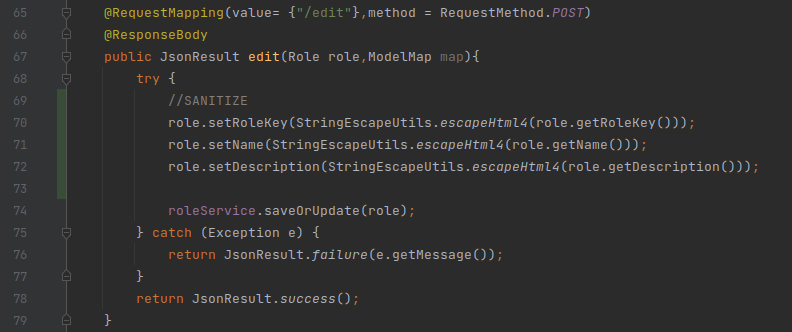 65 @RequestMapping(value= {"/edit"},method = RequestMethod.POST)
66 @ResponseBody
67 public JsonResult edit(Role role,ModelMap map){
68 try {
69 //SANITIZE
70 role.setRoleKey(StringEscapeUtils.escapeHtml4(role.getRoleKey()));
71 role.setName(StringEscapeUtils.escapeHtml4(role.getName()));
72 role.setDescription(StringEscapeUtils.escapeHtml4(role.getDescription()));
73
74 roleService.saveOrUpdate(role);
75 } catch (Exception e) {
76 return JsonResult.failure(e.getMessage());
77 }
78 return JsonResult.success();
79 }